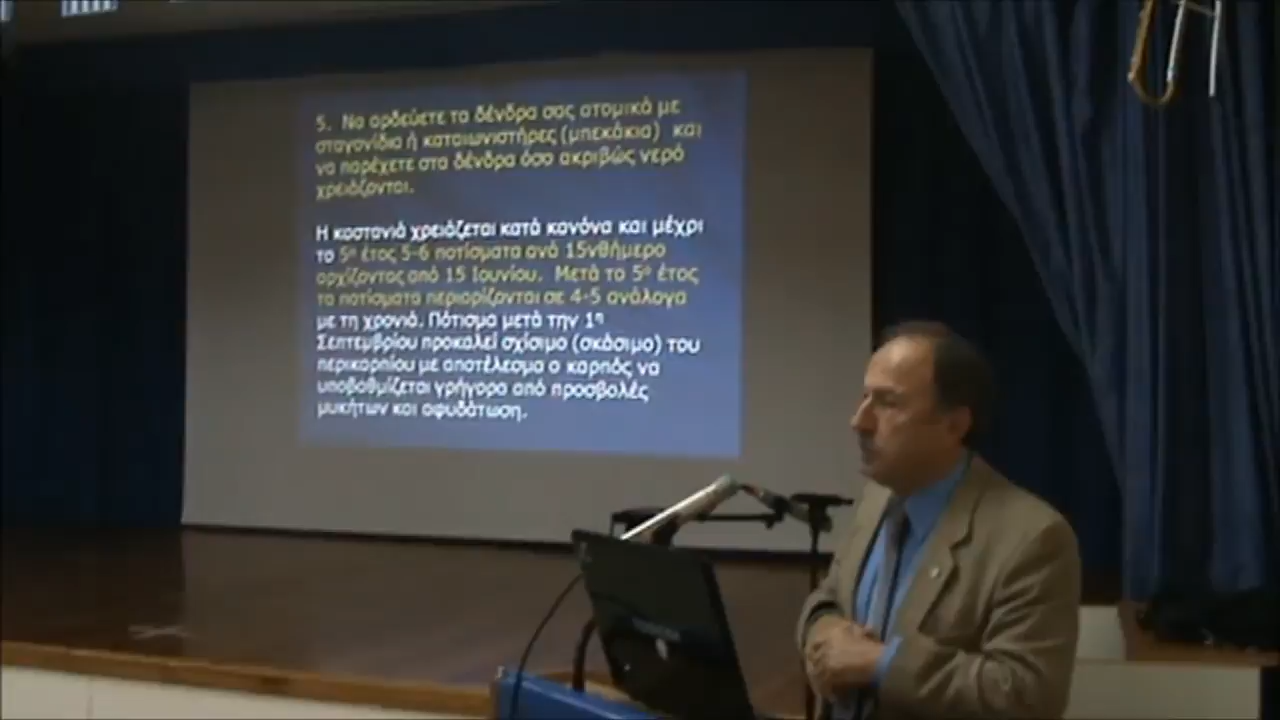 5. Να αρδεύετε τα δένδρα σας ατομικά με
σταγονίδια ή καταιωνιστήρες (μπεκάκια) και
να παρέχετε στα δένδρα όσο ακριβώς νερό
χρειάζονται.
Η καστανιά χρειάζεται κατά κανόνα και μέχρι
το 5º έτος 5-6 ποτίσματα ανά 15νθήμερο
αρχίζοντας από 15 Ιουνίου. Μετά το 5º έτος
τα ποτίσματα περιορίζονται σε 4-5 ανάλογα
με τη χρονιά. Πότισμα μετά την 1η
Σεπτεμβρίου προκαλεί σχίσιμο (σκάσιμο) του
περικαρπίου με αποτέλεσμα ο καρπός να
υποβαθμίζεται γρήγορα από προσβολές
μυκήτων και αφυδάτωση.